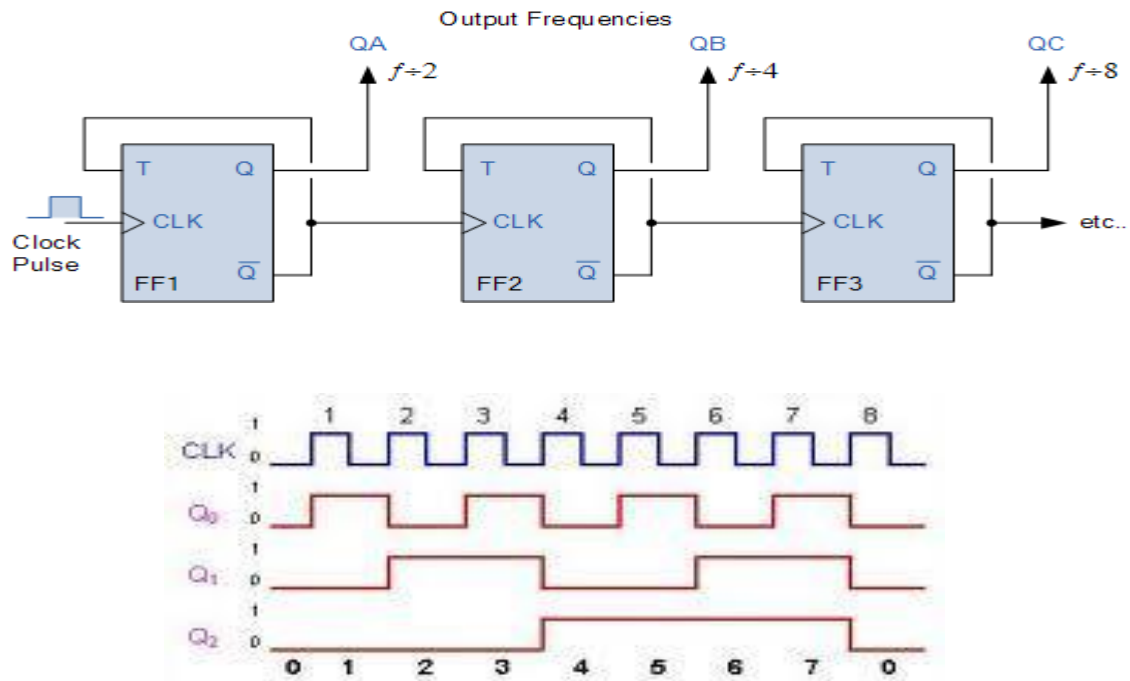 Output Frequencies
QA QB QC
f÷2 f÷4 f÷8
T Q T Q T Q
CLK CLK CLK etc..
Clock
Pulse
Q̅ Q̅ Q̅
FF1 FF2 FF3
1 2 3 4 5 6 7 8
1
CLK 0
1
Q₀ 0
1
Q₁ 0
1
Q₂ 0
0 1 2 3 4 5 6 7 0